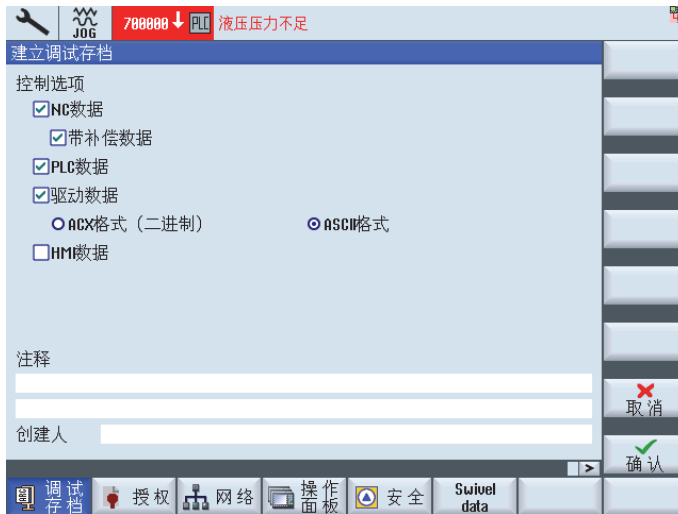 JOG
700000 ↓ PLC 液压压力不足
建立调试存档
控制选项
NC数据
带补偿数据
PLC数据
驱动数据
ACX格式（二进制） ASCII格式
HMI数据
注释
取消
创建人
确认
调试存档 授权 网络 操作面板 安全 Swivel data